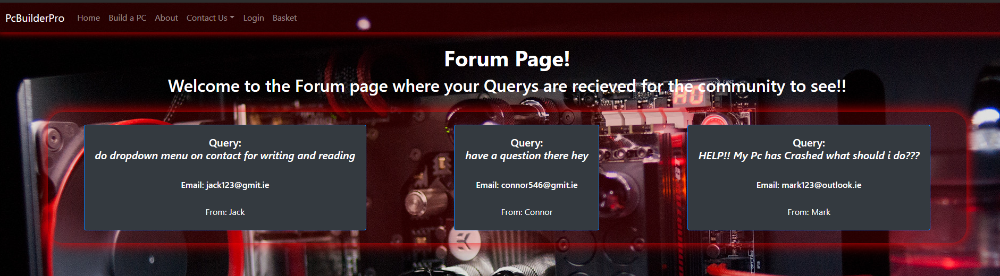 PcBuilderPro Home Build a PC About Contact Us Login Basket
Forum Page!
Welcome to the Forum page where your Querys are recieved for the community to see!!
Query:
do dropdown menu on contact for writing and reading
Email: jack123@gmit.ie
From: Jack
Query:
have a question there hey
Email: connor546@gmit.ie
From: Connor
Query:
HELP!! My Pc has Crashed what should i do???
Email: mark123@outlook.ie
From: Mark